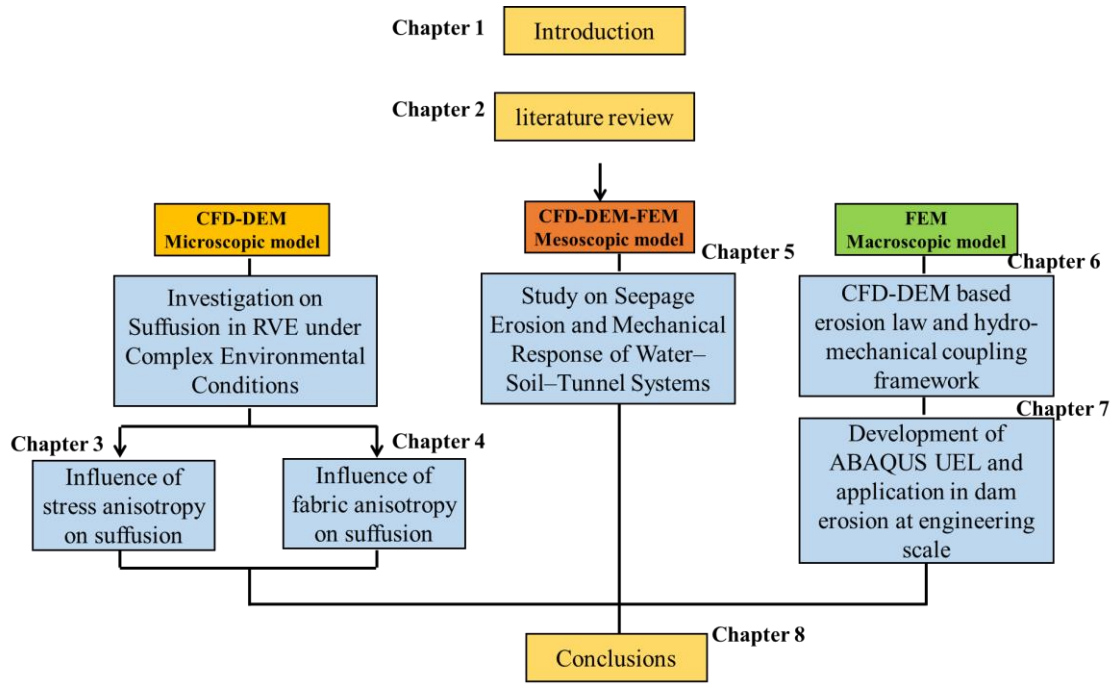 Chapter 1
Introduction
Chapter 2
literature review
CFD-DEM
Microscopic model
Investigation on
Suffusion in RVE under
Complex Environmental
Conditions
Chapter 3
Influence of
stress anisotropy
on suffusion
Chapter 4
Influence of
fabric anisotropy
on suffusion
CFD-DEM-FEM
Mesoscopic model
Chapter 5
Study on Seepage
Erosion and Mechanical
Response of Water–
Soil–Tunnel Systems
FEM
Macroscopic model
Chapter 6
CFD-DEM based
erosion law and hydro-
mechanical coupling
framework
Chapter 7
Development of
ABAQUS UEL and
application in dam
erosion at engineering
scale
Chapter 8
Conclusions